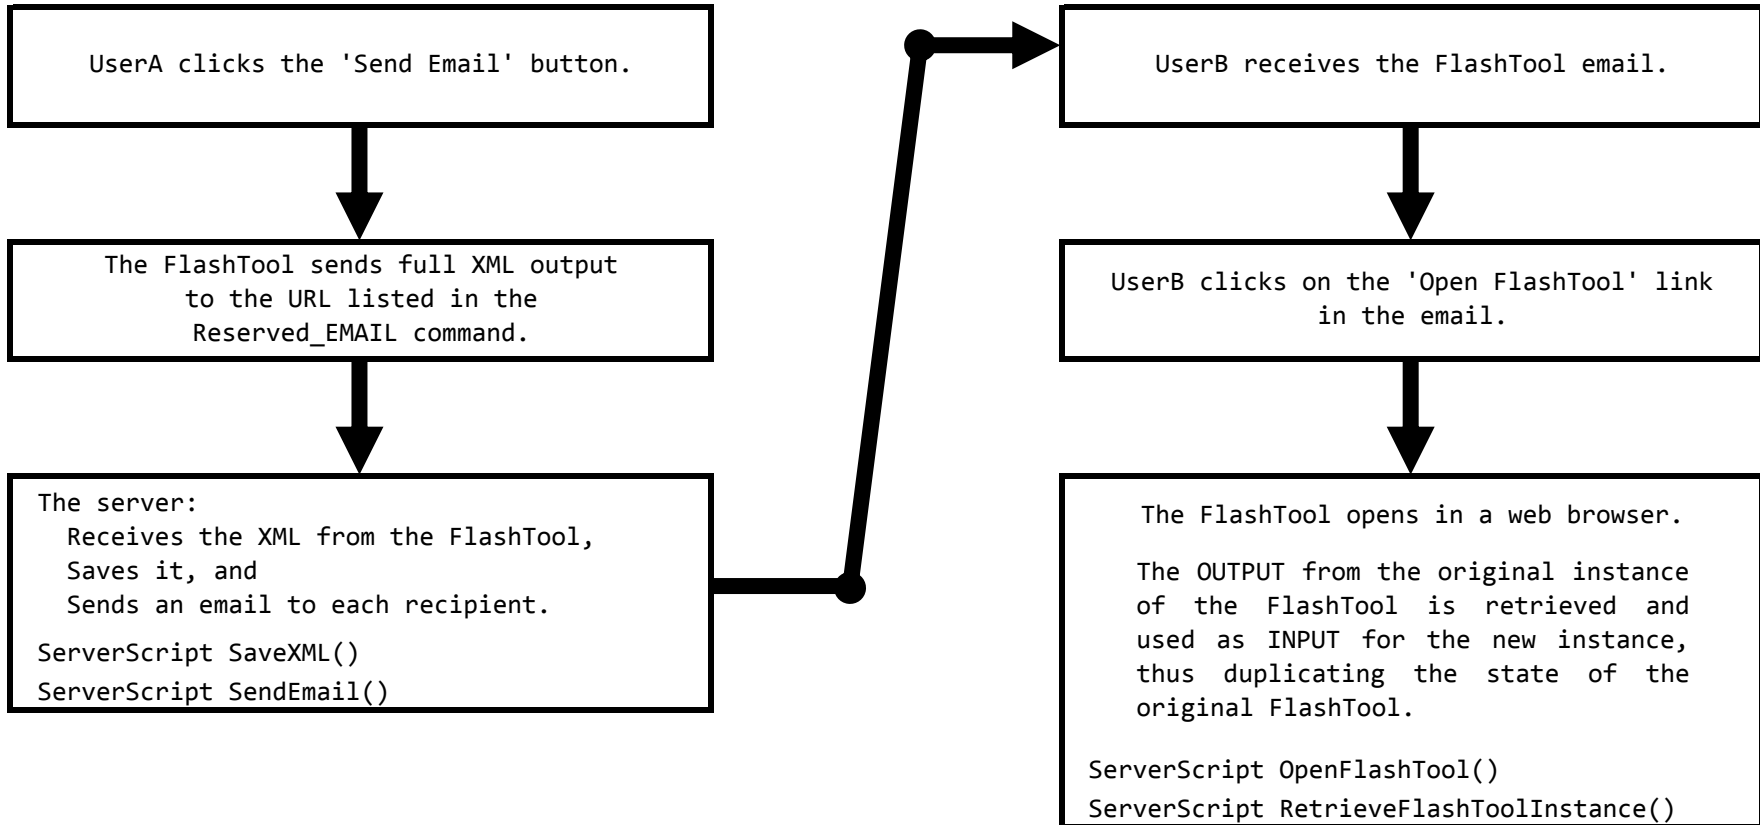 UserA clicks the 'Send Email' button.
The FlashTool sends full XML output
to the URL listed in the
Reserved_EMAIL command.
The server:
Receives the XML from the FlashTool,
Saves it, and
Sends an email to each recipient.
ServerScript SaveXML()
ServerScript SendEmail()
UserB receives the FlashTool email.
UserB clicks on the 'Open FlashTool' link
in the email.
The FlashTool opens in a web browser.
The OUTPUT from the original instance
of the FlashTool is retrieved and
used as INPUT for the new instance,
thus duplicating the state of the
original FlashTool.
ServerScript OpenFlashTool()
ServerScript RetrieveFlashToolInstance()